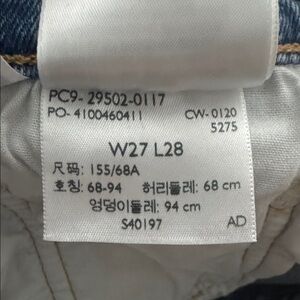 PC9- 29502-0117
PO- 4100460411 CW- 0120
5275
W27 L28
尺码: 155/68A
호칭: 68-94 허리둘레: 68 cm
엉덩이둘레: 94 cm
S40197 AD